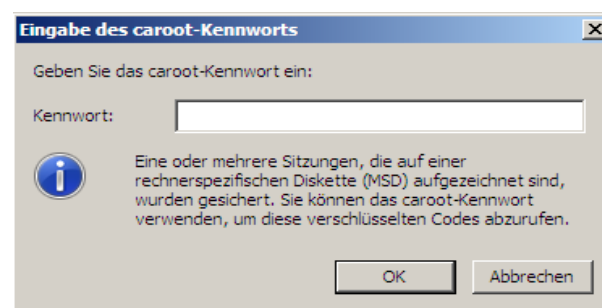 Eingabe des caroot-Kennworts
Geben Sie das caroot-Kennwort ein:
Kennwort:
Eine oder mehrere Sitzungen, die auf einer
rechnerspezifischen Diskette (MSD) aufgezeichnet sind,
wurden gesichert. Sie können das caroot-Kennwort
verwenden, um diese verschlüsselten Codes abzurufen.
OK Abbrechen